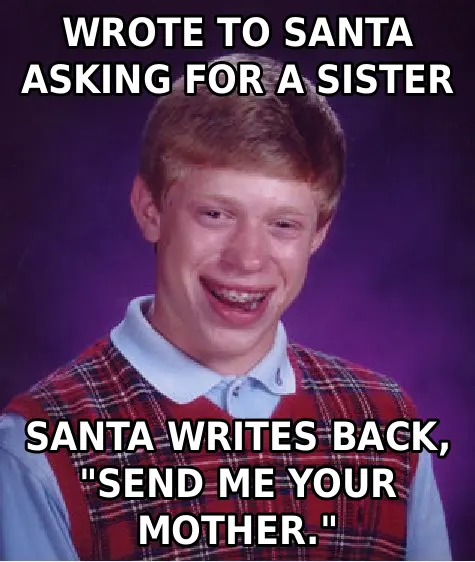 WROTE TO SANTA
ASKING FOR A SISTER
SANTA WRITES BACK,
"SEND ME YOUR
MOTHER."